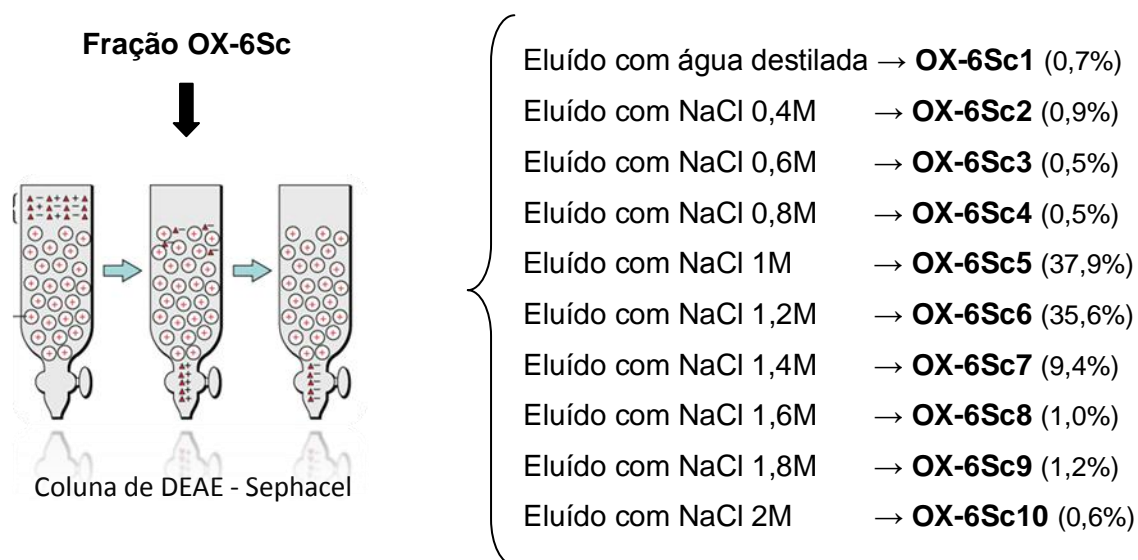 Fração OX-6Sc
Coluna de DEAE - Sephacel
Eluído com água destilada → OX-6Sc1 (0,7%)
Eluído com NaCl 0,4M → OX-6Sc2 (0,9%)
Eluído com NaCl 0,6M → OX-6Sc3 (0,5%)
Eluído com NaCl 0,8M → OX-6Sc4 (0,5%)
Eluído com NaCl 1M → OX-6Sc5 (37,9%)
Eluído com NaCl 1,2M → OX-6Sc6 (35,6%)
Eluído com NaCl 1,4M → OX-6Sc7 (9,4%)
Eluído com NaCl 1,6M → OX-6Sc8 (1,0%)
Eluído com NaCl 1,8M → OX-6Sc9 (1,2%)
Eluído com NaCl 2M → OX-6Sc10 (0,6%)